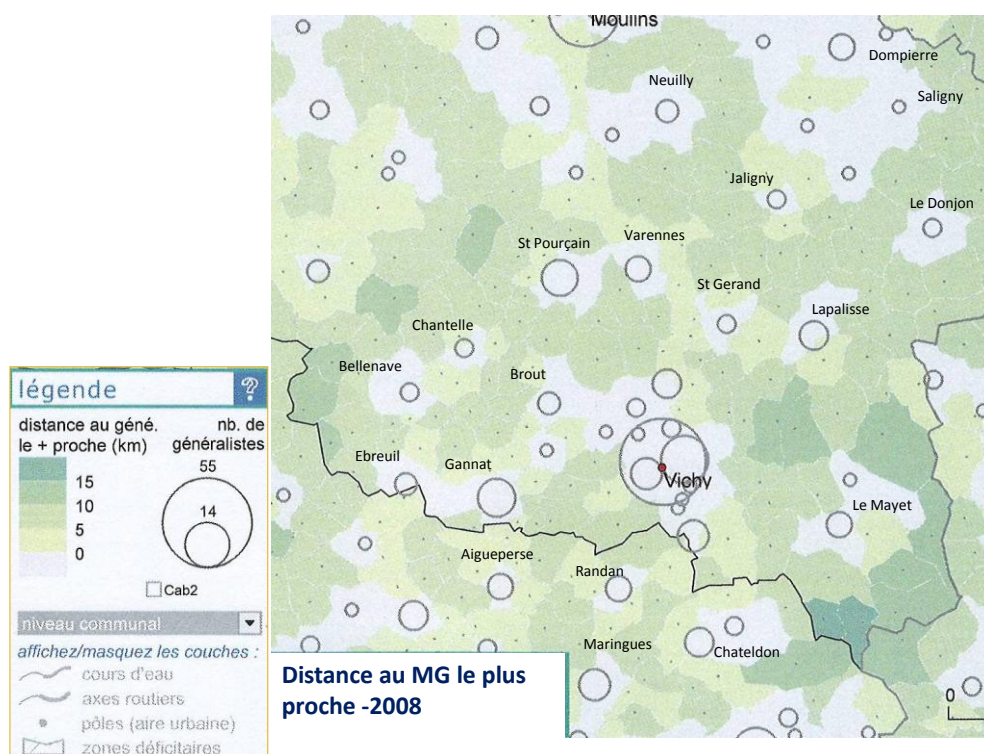 Moulins
Dompierre
Neuilly
Saligny
Jaligny
Le Donjon
St Pourçain
Varennes
St Gerand
Lapalisse
Chantelle
Bellenave
Brout
Ebreuil
Gannat
Vichy
Le Mayet
Aigueperse
Randan
Maringues
Chateldon
0
Distance au MG le plus
proche -2008
légende
?
distance au géné. nb. de
le + proche (km) généralistes
55
15
14
10
5
0
Cab2
niveau communal
affichez/masquez les couches :
cours d'eau
axes routiers
pôles (aire urbaine)
zones déficitaires